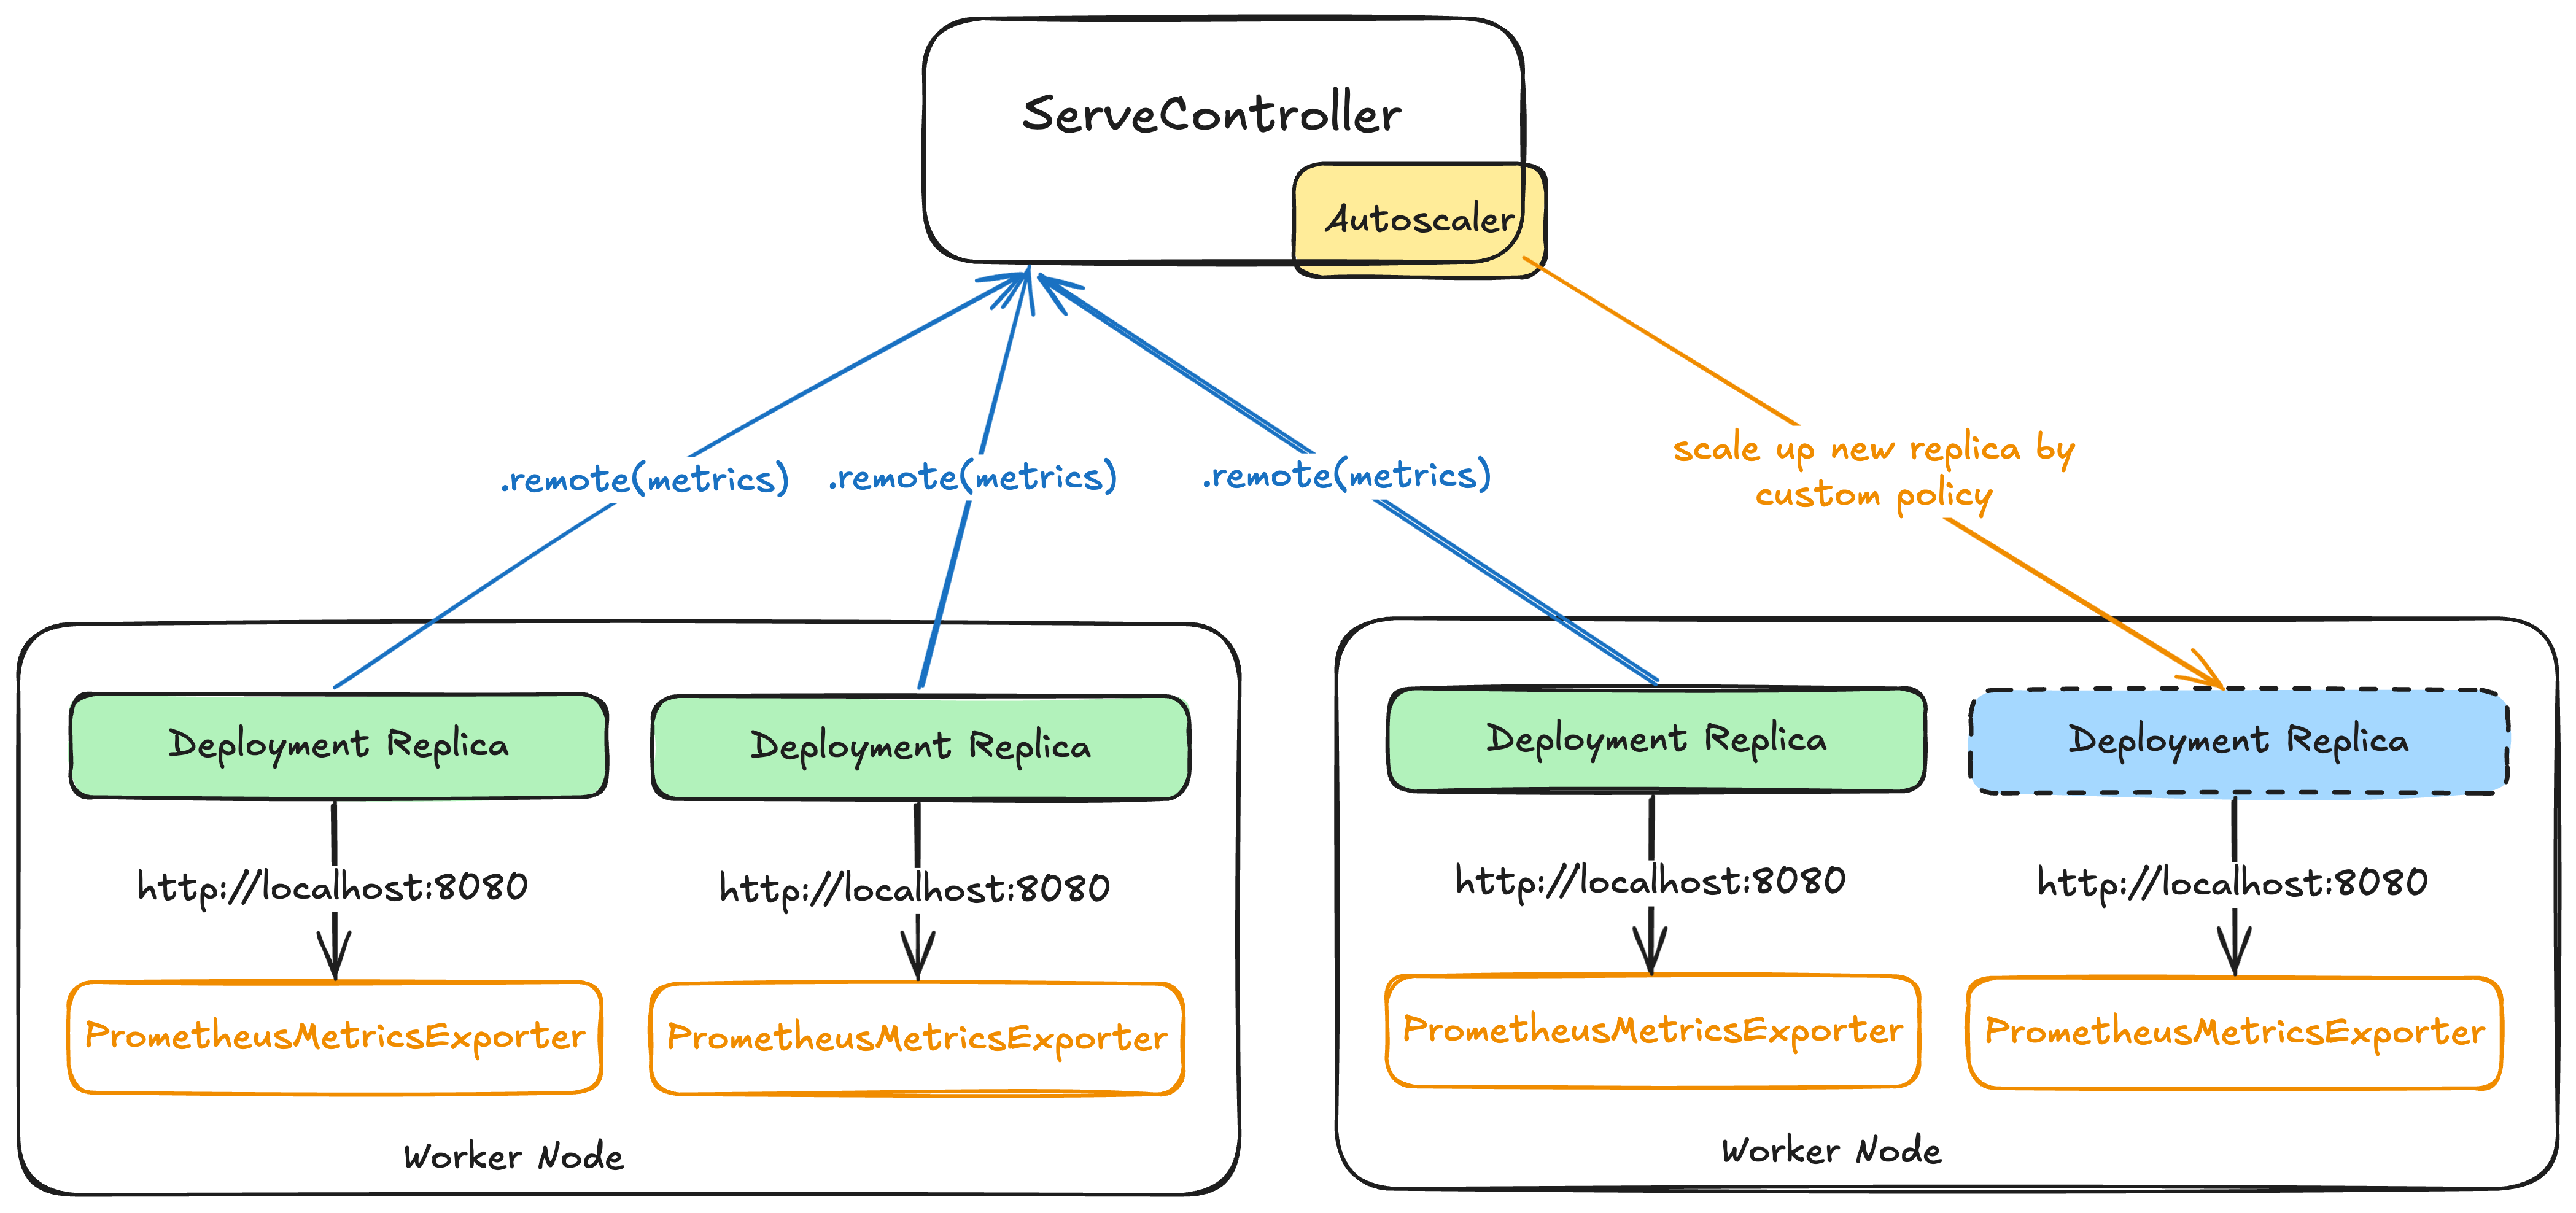 ServeController
Autoscaler
.remote(metrics)
.remote(metrics)
.remote(metrics)
scale up new replica by
custom policy
Deployment Replica
Deployment Replica
Deployment Replica
Deployment Replica
http://localhost:8080
http://localhost:8080
http://localhost:8080
http://localhost:8080
PrometheusMetricsExporter
PrometheusMetricsExporter
PrometheusMetricsExporter
PrometheusMetricsExporter
Worker Node
Worker Node